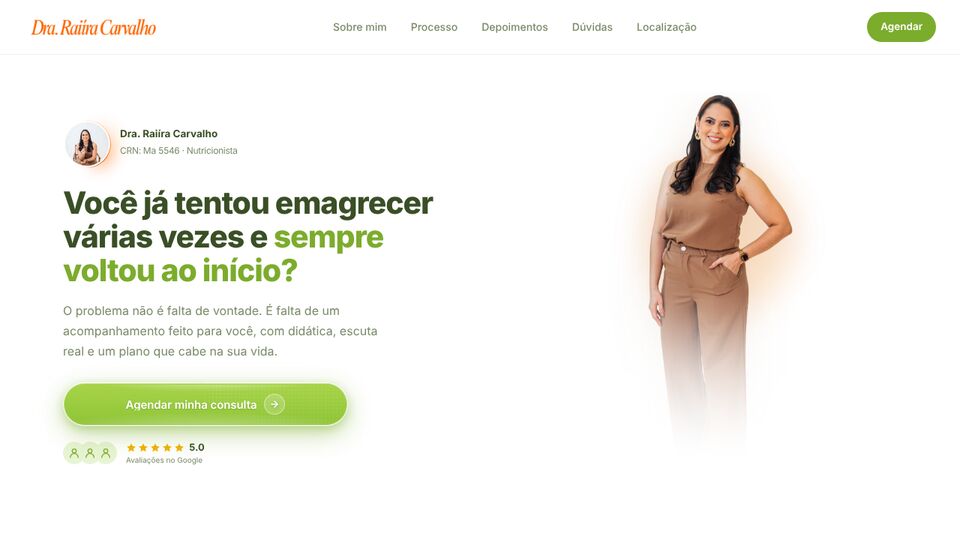 Dra. Raiíra Carvalho
Sobre mim
Processo
Depoimentos
Dúvidas
Localização
Agendar
Dra. Raiíra Carvalho
CRN: Ma 5546 · Nutricionista
Você já tentou emagrecer
várias vezes e sempre
voltou ao início?
O problema não é falta de vontade. É falta de um
acompanhamento feito para você, com didática, escuta
real e um plano que cabe na sua vida.
Agendar minha consulta
5.0
Avaliações no Google